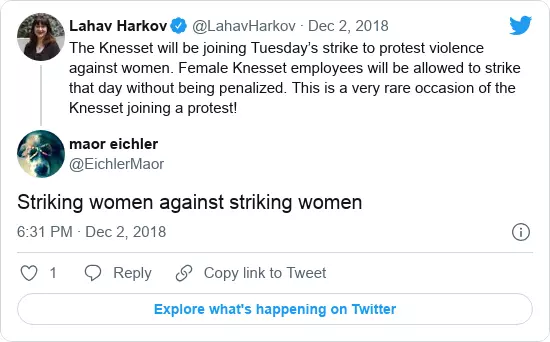 Lahav Harkov @LahavHarkov · Dec 2, 2018
The Knesset will be joining Tuesday’s strike to protest violence
against women. Female Knesset employees will be allowed to strike
that day without being penalized. This is a very rare occasion of the
Knesset joining a protest!
maor eichler
@EichlerMaor
Striking women against striking women
6:31 PM · Dec 2, 2018
1 Reply Copy link to Tweet
Explore what's happening on Twitter